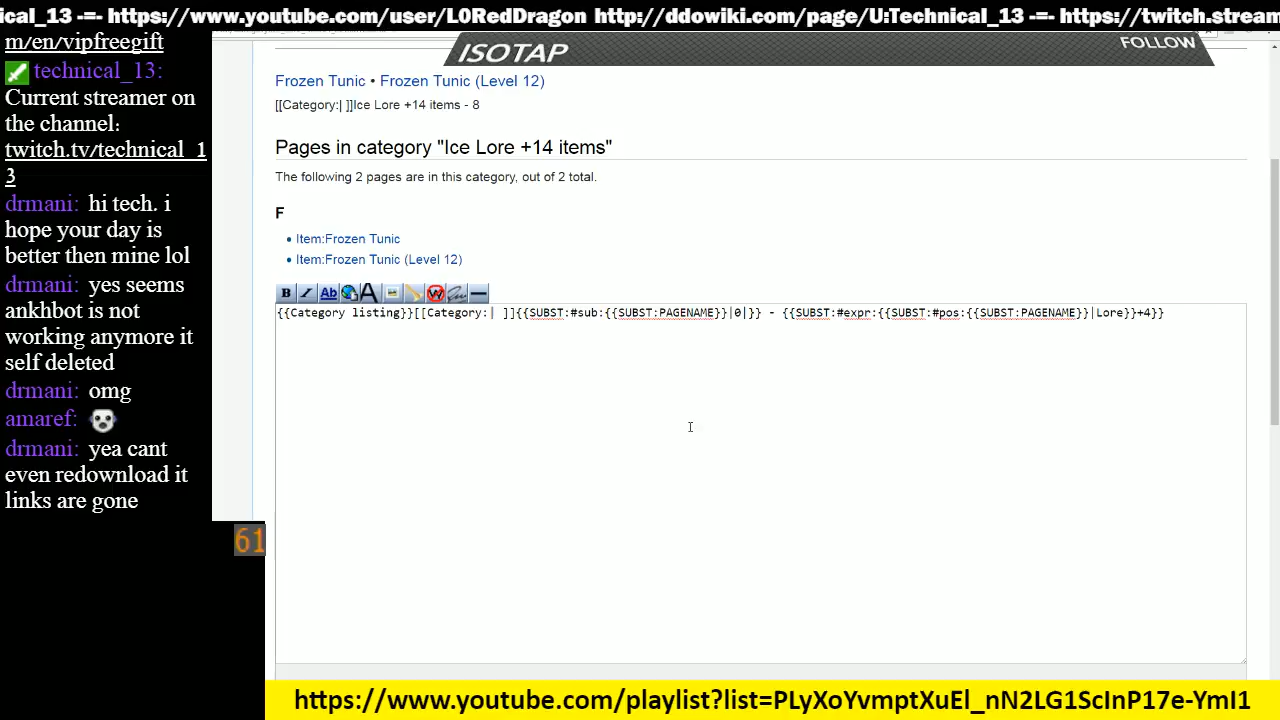 ical_13 -=- https://www.youtube.com/user/L0RedDragon http://ddowiki.com/page/U:Technical_13 -=- https://twitch.stream
m/en/vipfreegift
technical_13:
Current streamer on
the channel:
twitch.tv/technical_1
3
drmani: hi tech. i
hope your day is
better then mine lol
drmani: yes seems
ankhbot is not
working anymore it
self deleted
drmani: omg
amaref:
drmani: yea cant
even redownload it
links are gone
61
ISOTAP
FOLLOW
Frozen Tunic • Frozen Tunic (Level 12)
[[Category:| ]]Ice Lore +14 items - 8
Pages in category "Ice Lore +14 items"
The following 2 pages are in this category, out of 2 total.
F
• Item:Frozen Tunic
• Item:Frozen Tunic (Level 12)
B I Ab A W
{{Category listing}}[[Category:| ]]{{SUBST:#sub:{{SUBST:PAGENAME}}|0|}} - {{SUBST:#expr:{{SUBST:#pos:{{SUBST:PAGENAME}}|Lore}}+4}}
https://www.youtube.com/playlist?list=PLyXoYvmptXuEl_nN2LG1ScInP17e-YmI1